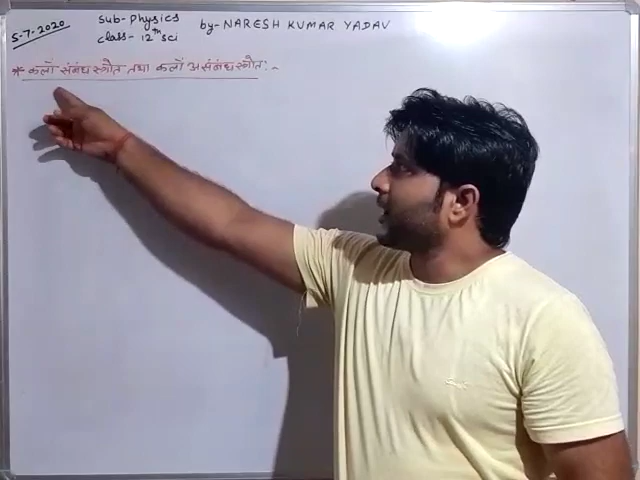 5-7-2020
Sub-Physics by-NARESH KUMAR YADAV
class- 12th sci
* कलाॅ संबंध स्त्रौत तथा कलाॅ असंबंध स्त्रौत:-